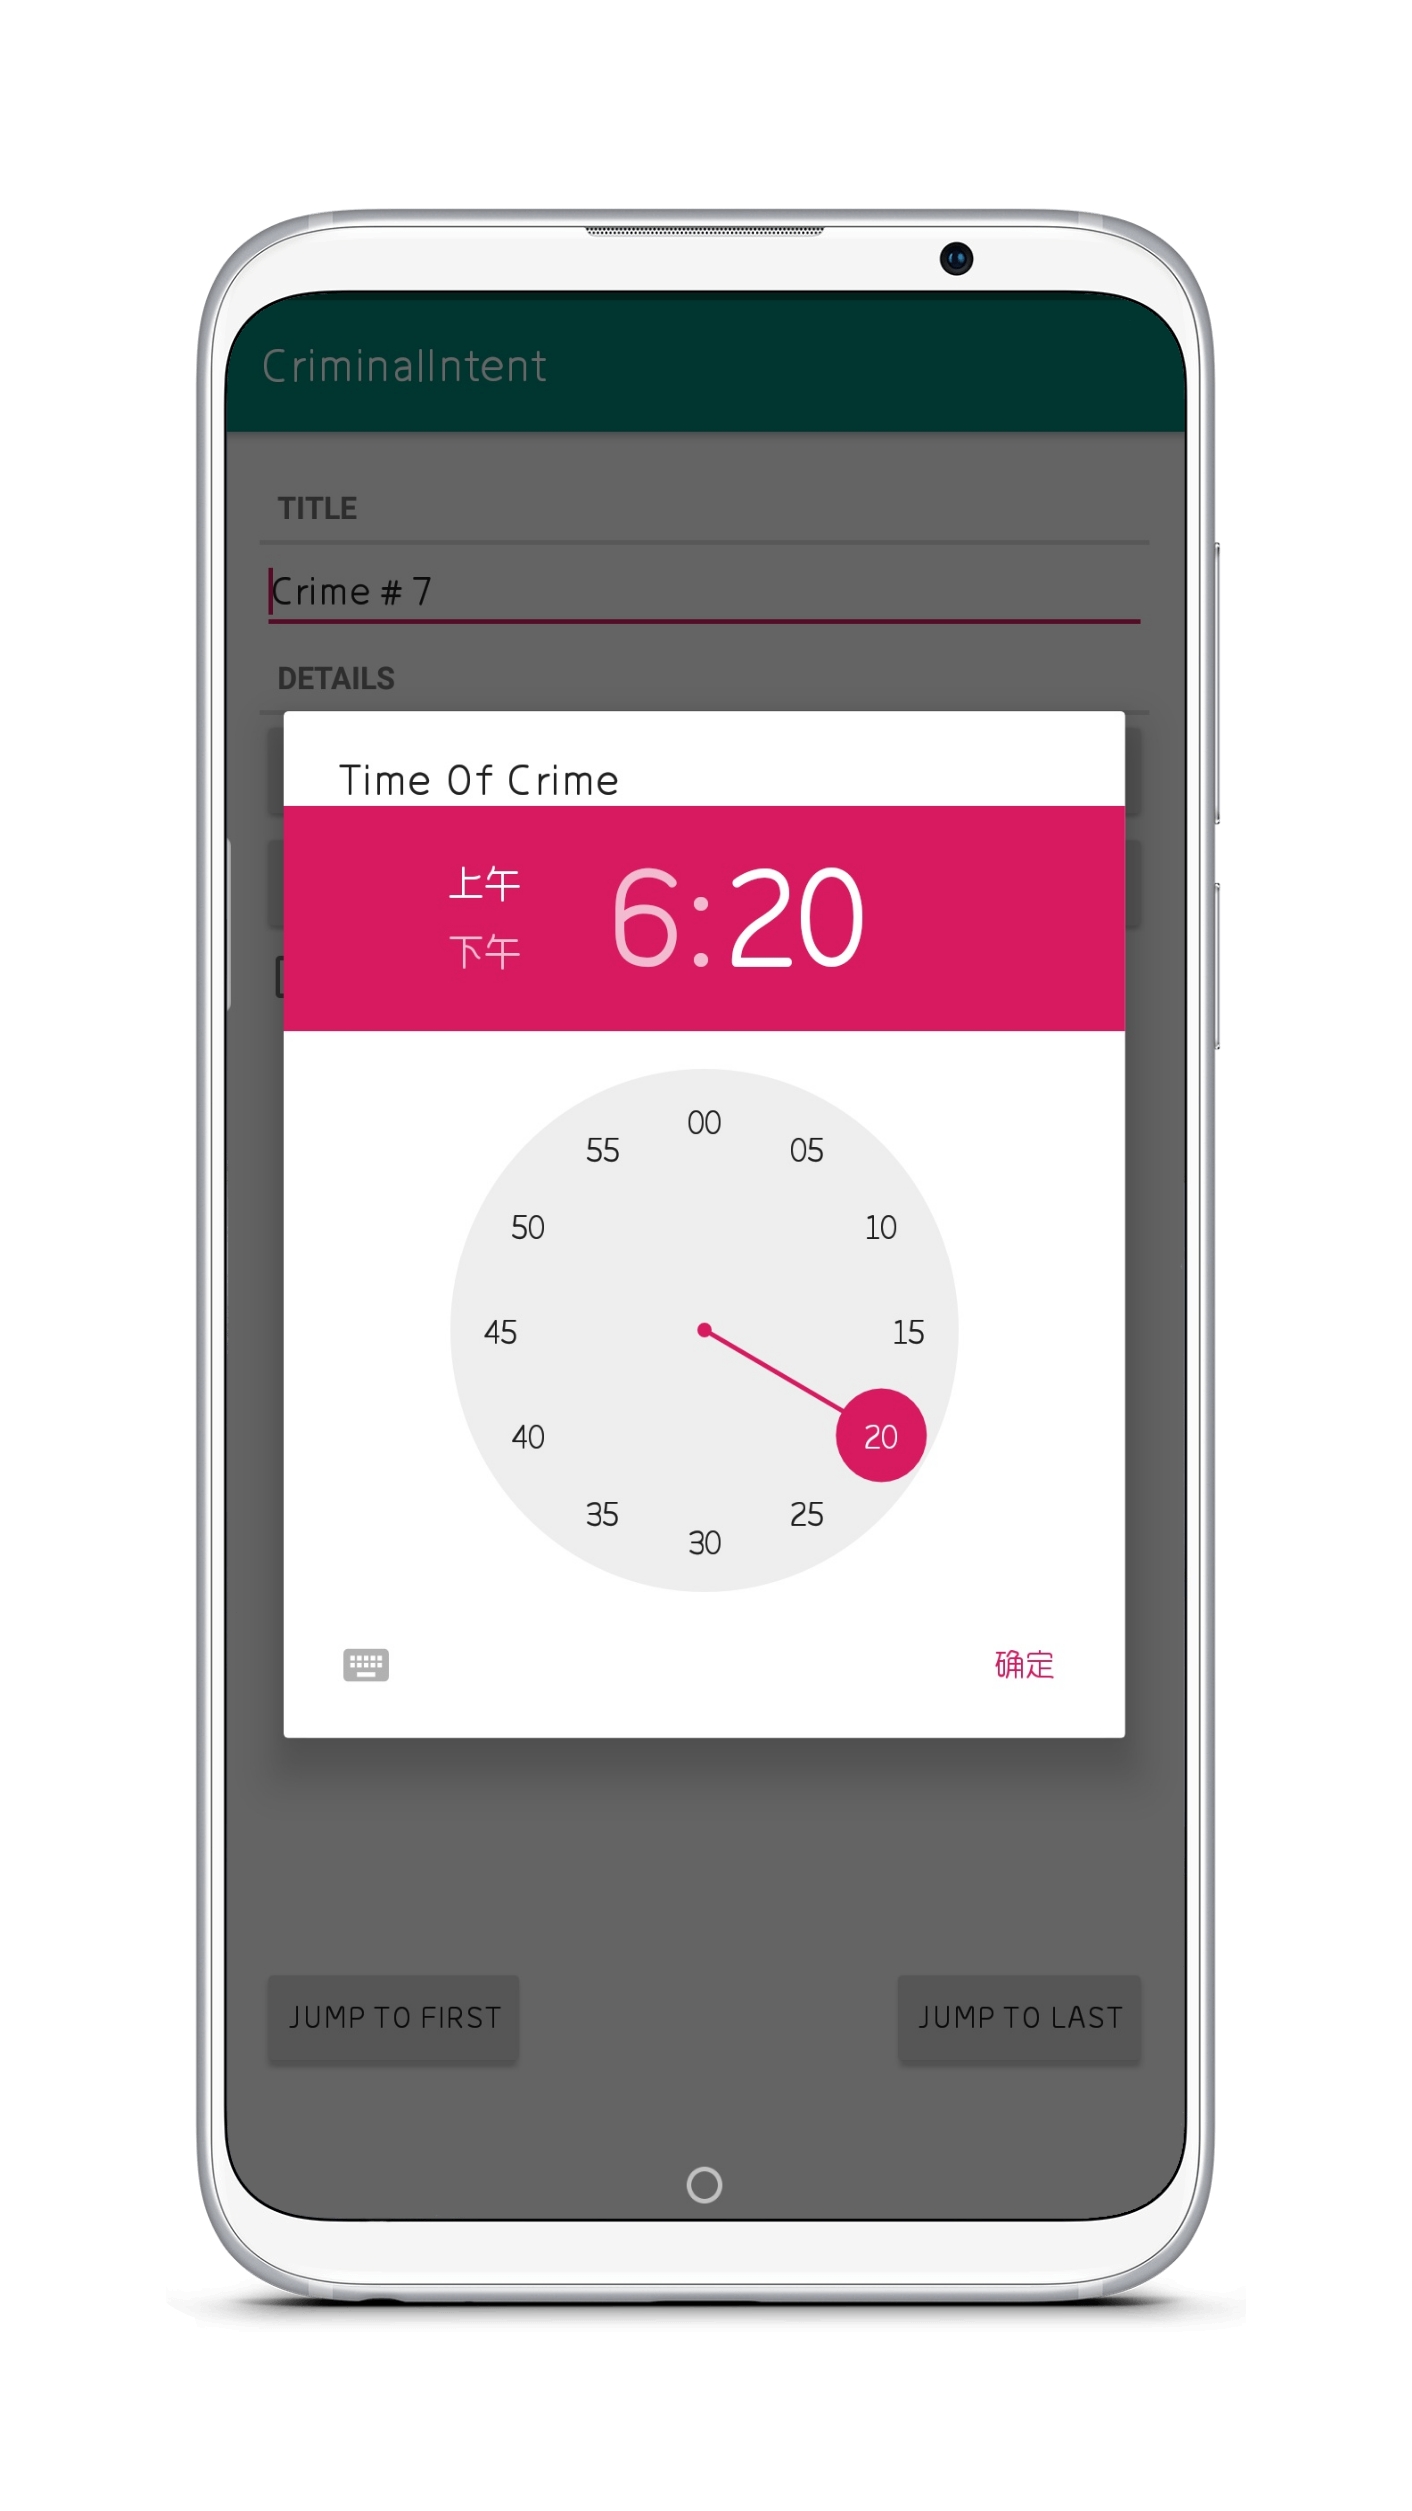 CriminalIntent
TITLE
Crime # 7
DETAILS
Time Of Crime
上午
下午
6:20
00
05
10
15
20
25
30
35
40
45
50
55
确定
JUMP TO FIRST
JUMP TO LAST